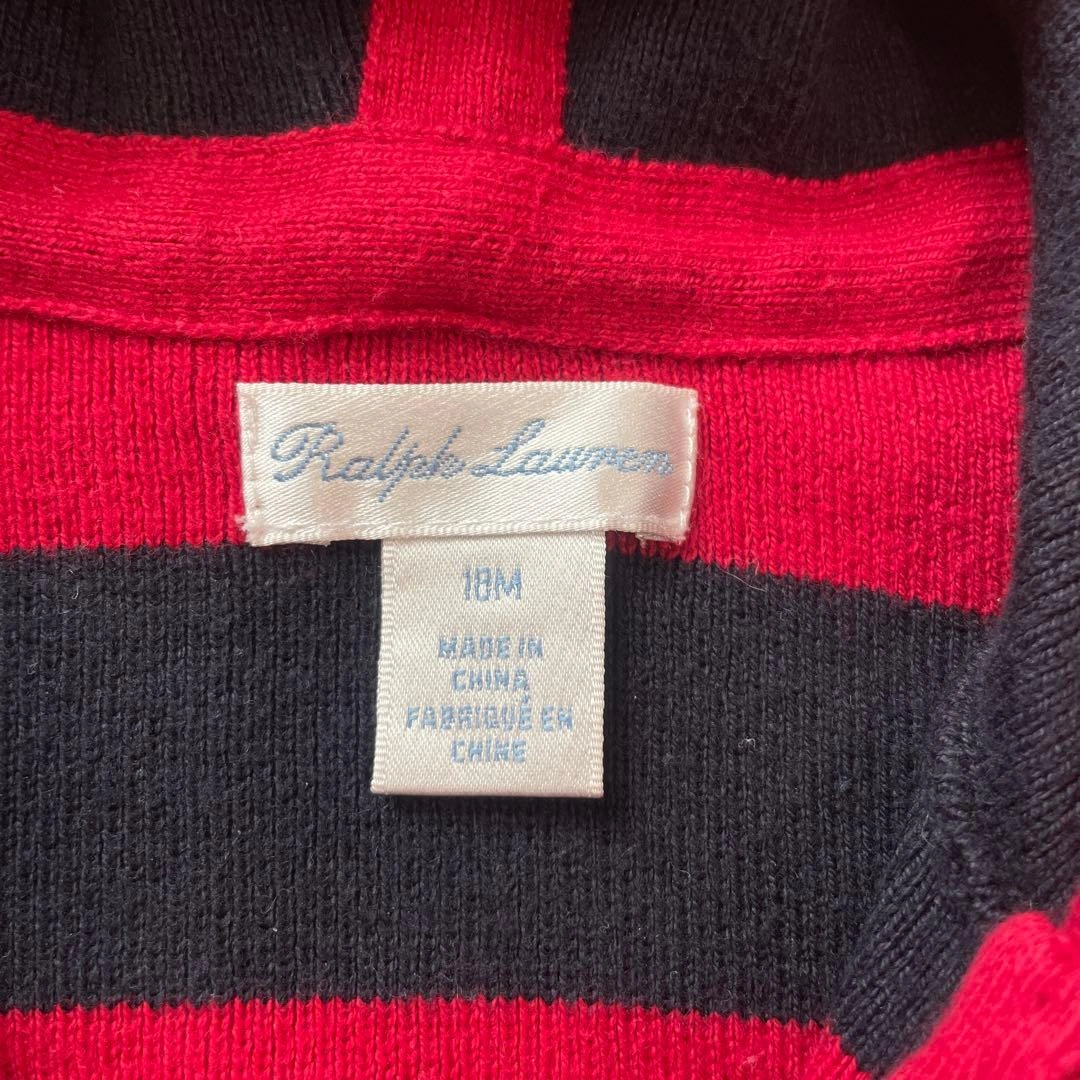 Ralph Lauren
18M
MADE IN
CHINA
FABRIQUÉ EN
CHINE